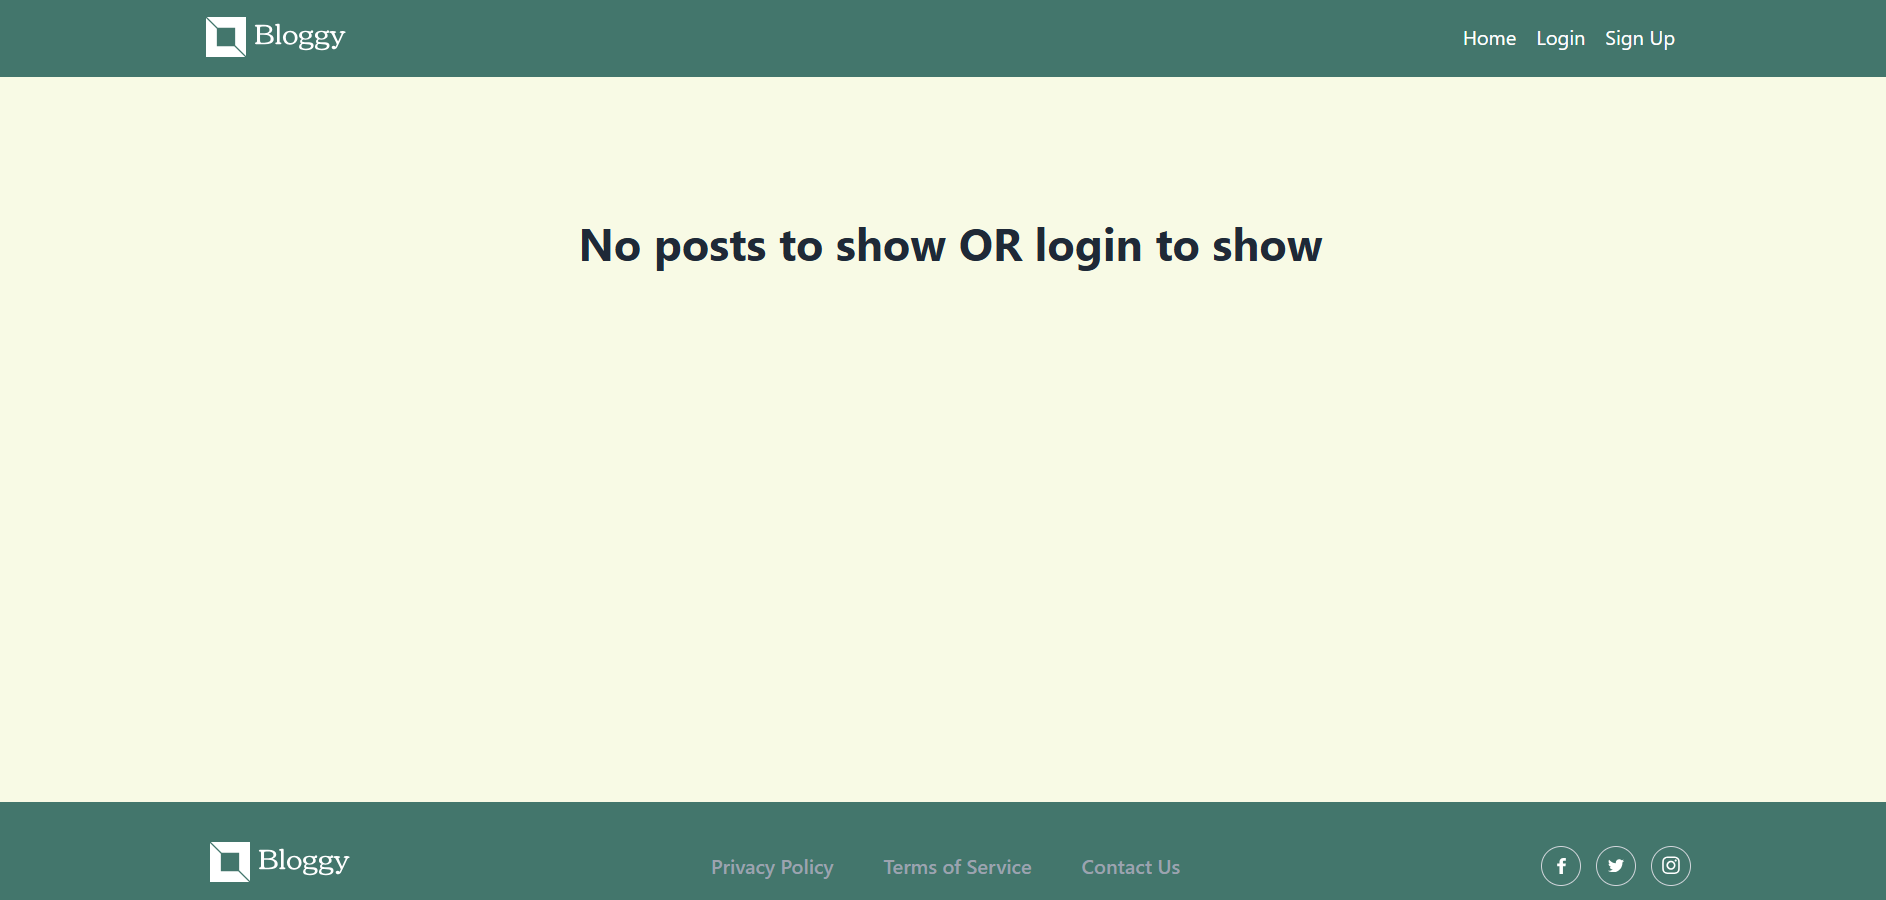 Bloggy
Home Login Sign Up
No posts to show OR login to show
Bloggy
Privacy Policy Terms of Service Contact Us